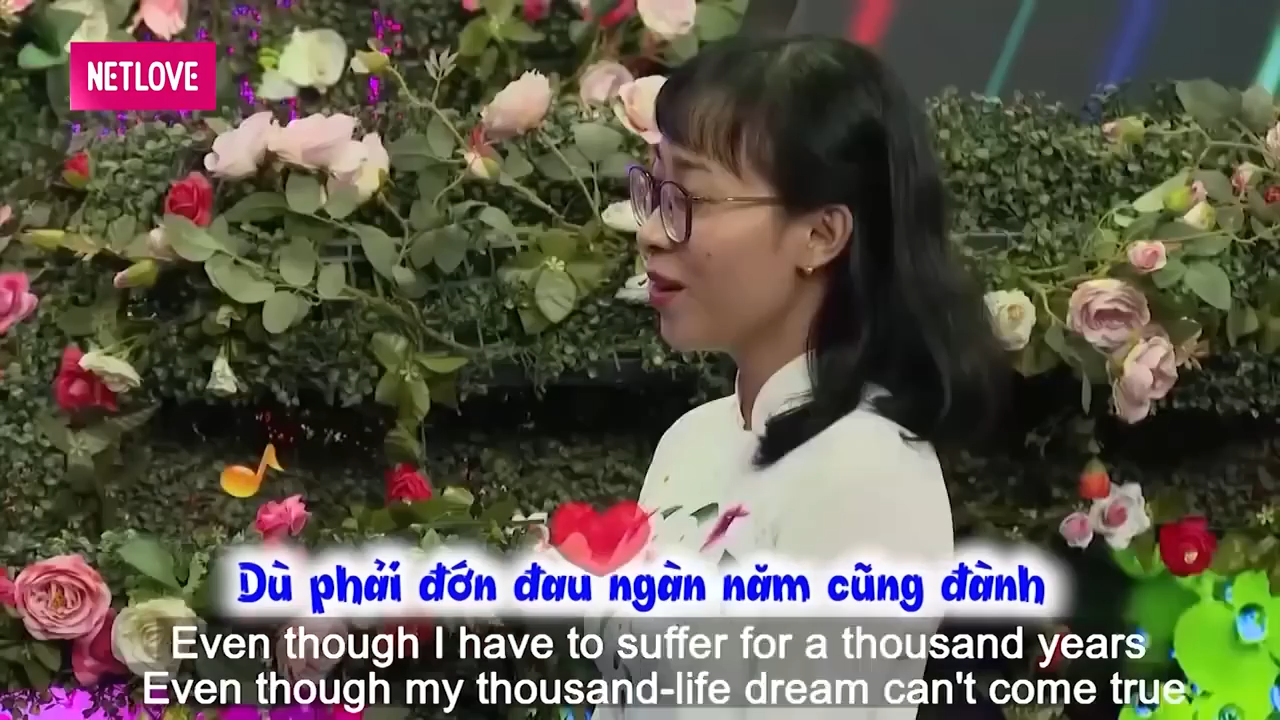 NETLOVE
Dù phải đớn đau ngàn năm cũng đành
Even though I have to suffer for a thousand years
Even though my thousand-life dream can't come true